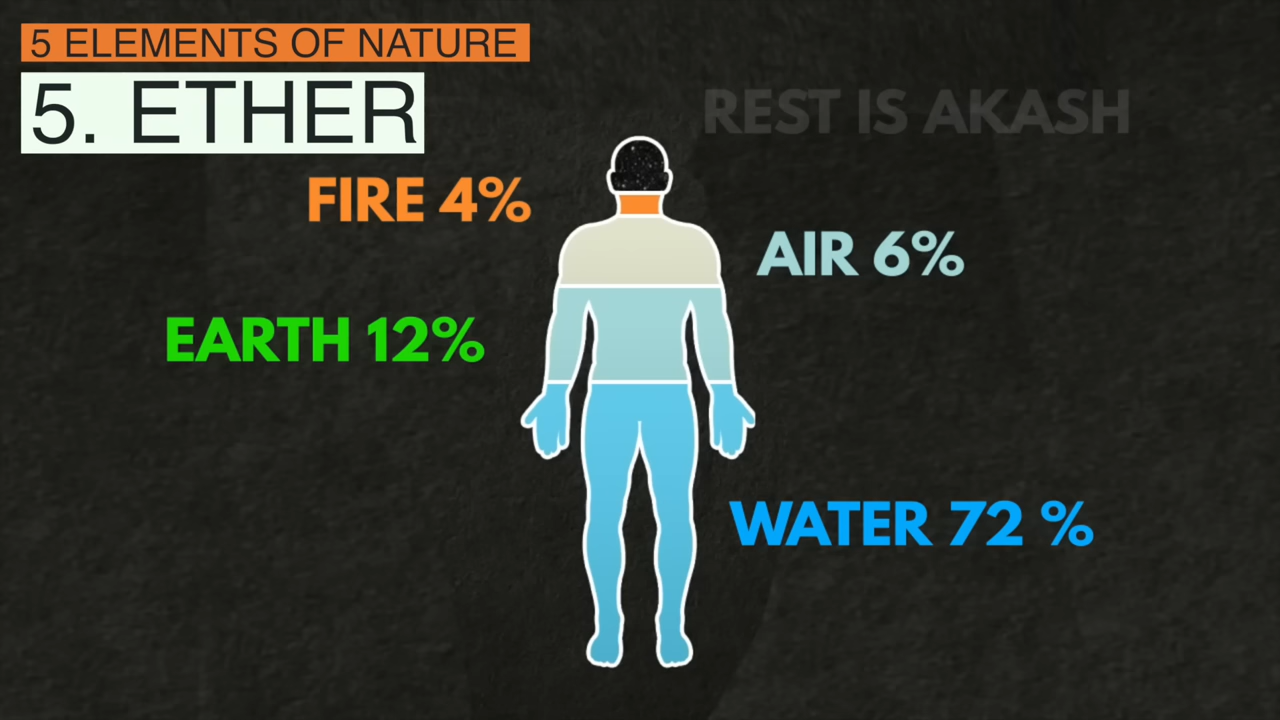 5 ELEMENTS OF NATURE
5. ETHER
REST IS AKASH
FIRE 4%
AIR 6%
EARTH 12%
WATER 72 %